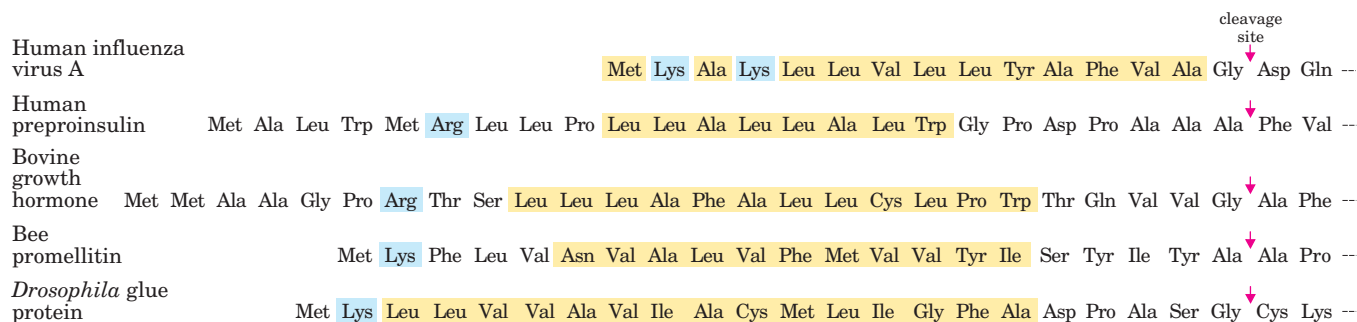 cleavage
site
Human influenza
virus A Met Lys Ala Lys Leu Leu Val Leu Leu Tyr Ala Phe Val Ala Gly Asp Gln ---
Human
preproinsulin Met Ala Leu Trp Met Arg Leu Leu Pro Leu Leu Ala Leu Leu Ala Leu Trp Gly Pro Asp Pro Ala Ala Ala Phe Val ---
Bovine
growth
hormone Met Met Ala Ala Gly Pro Arg Thr Ser Leu Leu Leu Ala Phe Ala Leu Leu Cys Leu Pro Trp Thr Gln Val Val Gly Ala Phe ---
Bee
promellitin Met Lys Phe Leu Val Asn Val Ala Leu Val Phe Met Val Val Tyr Ile Ser Tyr Ile Tyr Ala Ala Pro ---
Drosophila glue
protein Met Lys Leu Leu Val Val Ala Val Ile Ala Cys Met Leu Ile Gly Phe Ala Asp Pro Ala Ser Gly Cys Lys ---